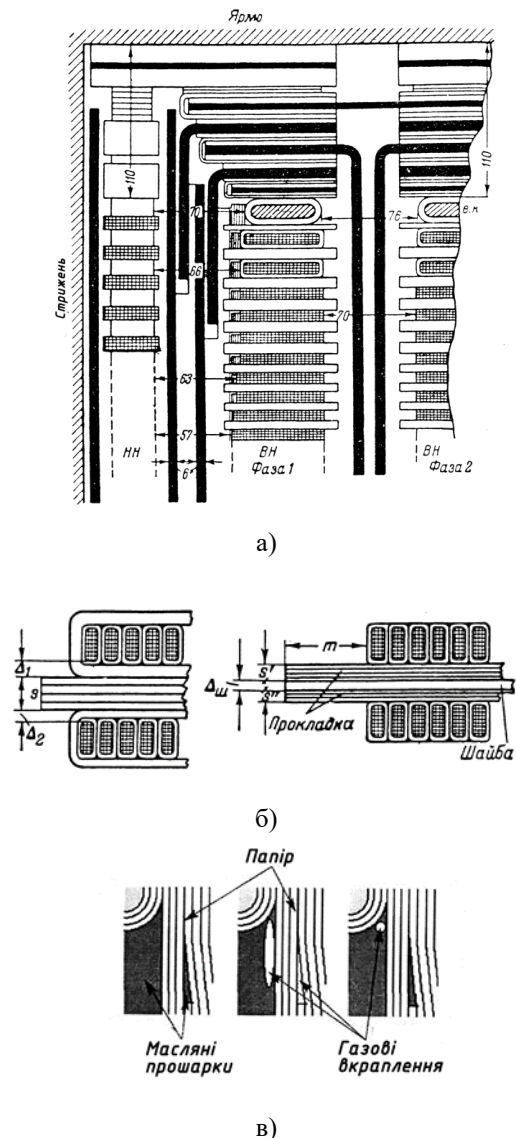 Ярмо
110
110
70
76
е.к
66
70
Стрижень
63
57
НН
6
ВН
Фаза 1
ВН
Фаза 2
а)
Δ1
s
Δ2
m
s'
Δш
s"
Прокладка
Шайба
б)
Папір
Масляні
прошарки
Газові
вкраплення
в)